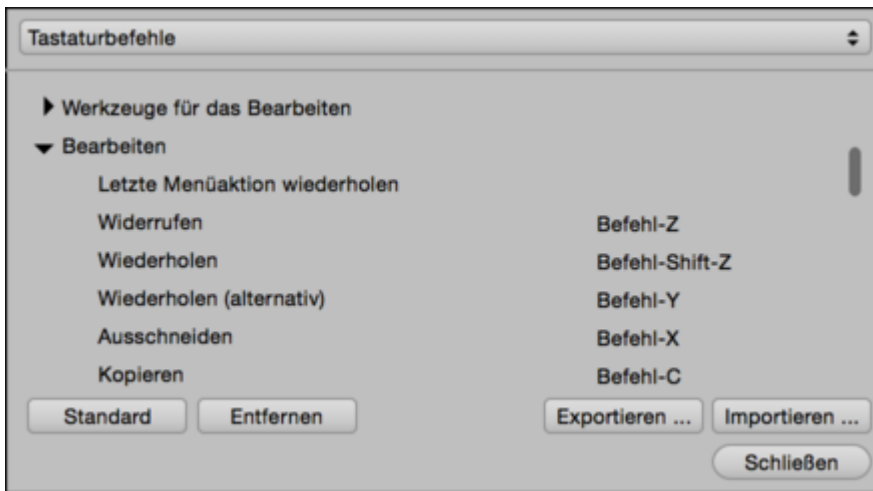 Tastaturbefehle
Werkzeuge für das Bearbeiten
Bearbeiten
Letzte Menüaktion wiederholen
Widerrufen Befehl-Z
Wiederholen Befehl-Shift-Z
Wiederholen (alternativ) Befehl-Y
Ausschneiden Befehl-X
Kopieren Befehl-C
Standard Entfernen Exportieren ... Importieren ...
Schließen